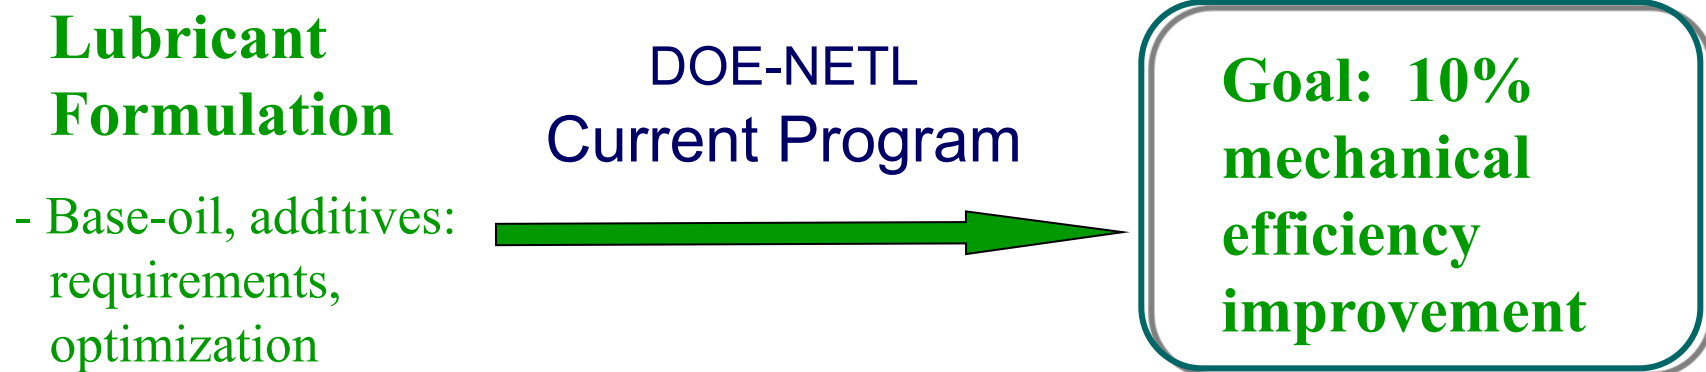 Lubricant
Formulation
- Base-oil, additives:
requirements,
optimization
DOE-NETL
Current Program
Goal:  10%
mechanical
efficiency
improvement